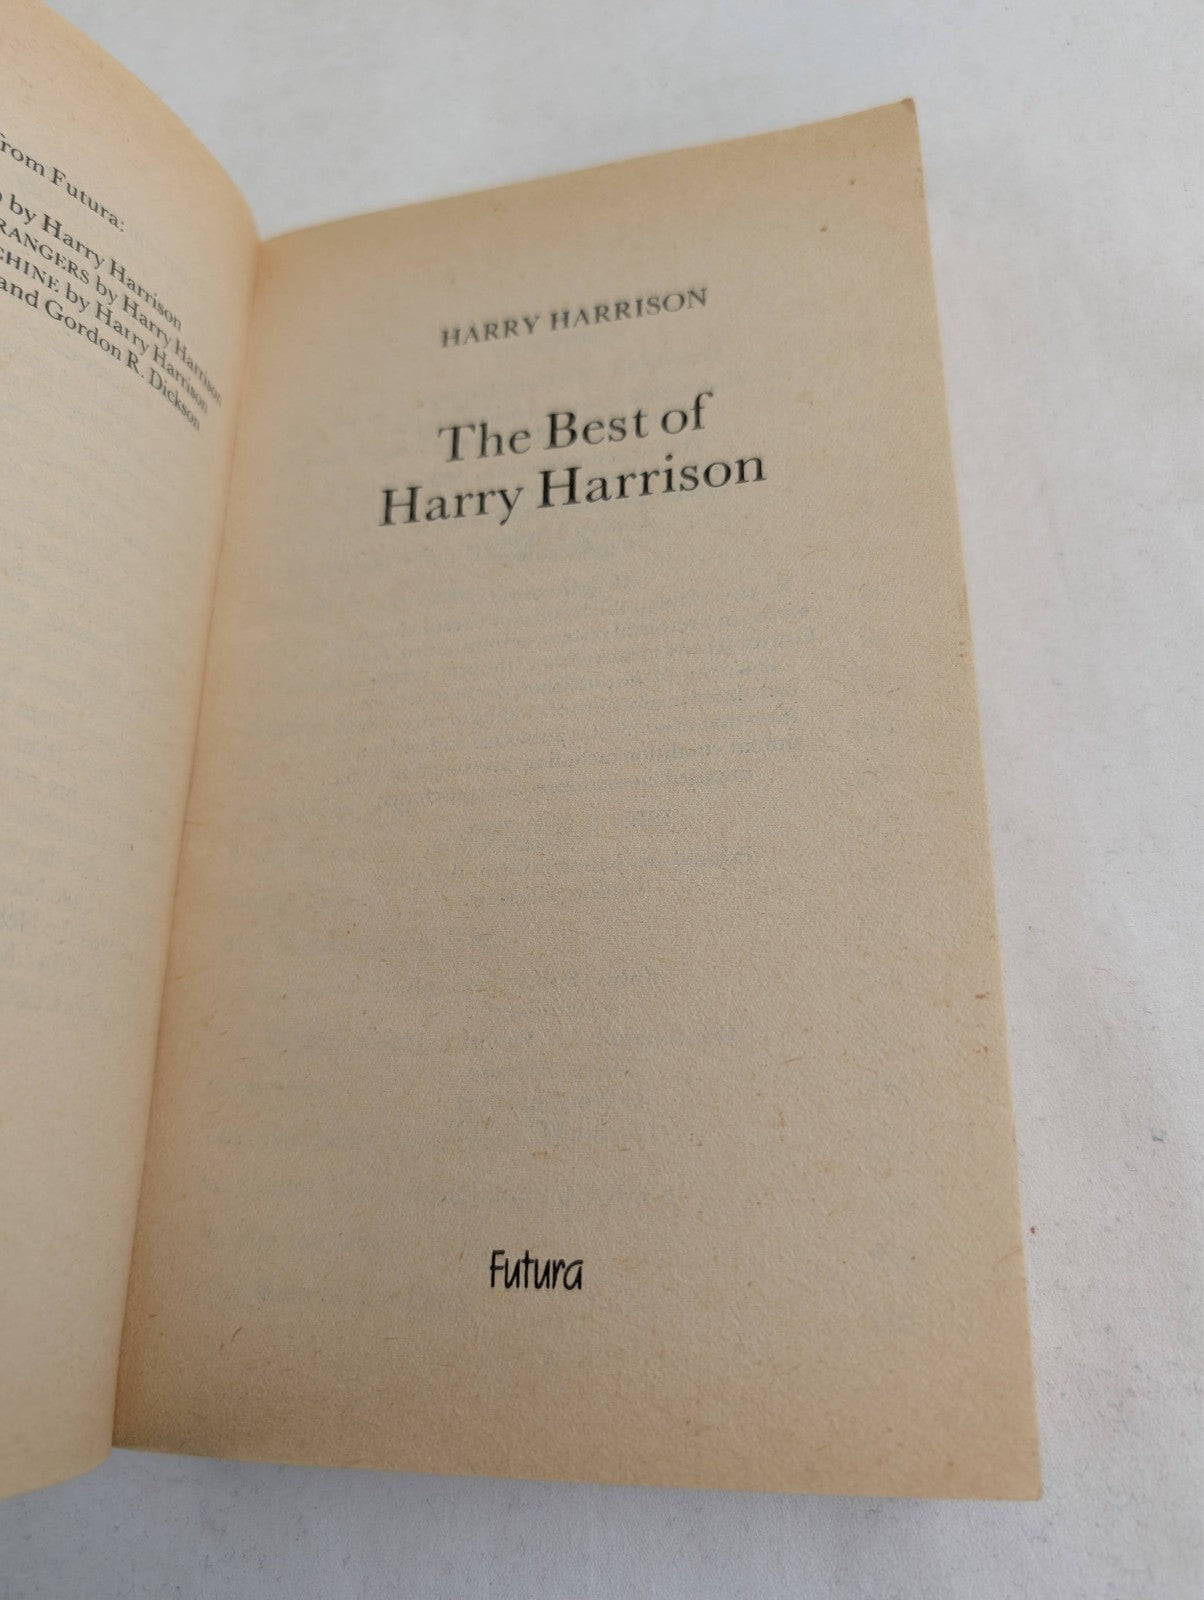 from Futura:
by Harry Harrison
RANGERS by Harry Harrison
CHINE by Harry Harrison
and Gordon R. Dickson
HARRY HARRISON
The Best of
Harry Harrison
Futura